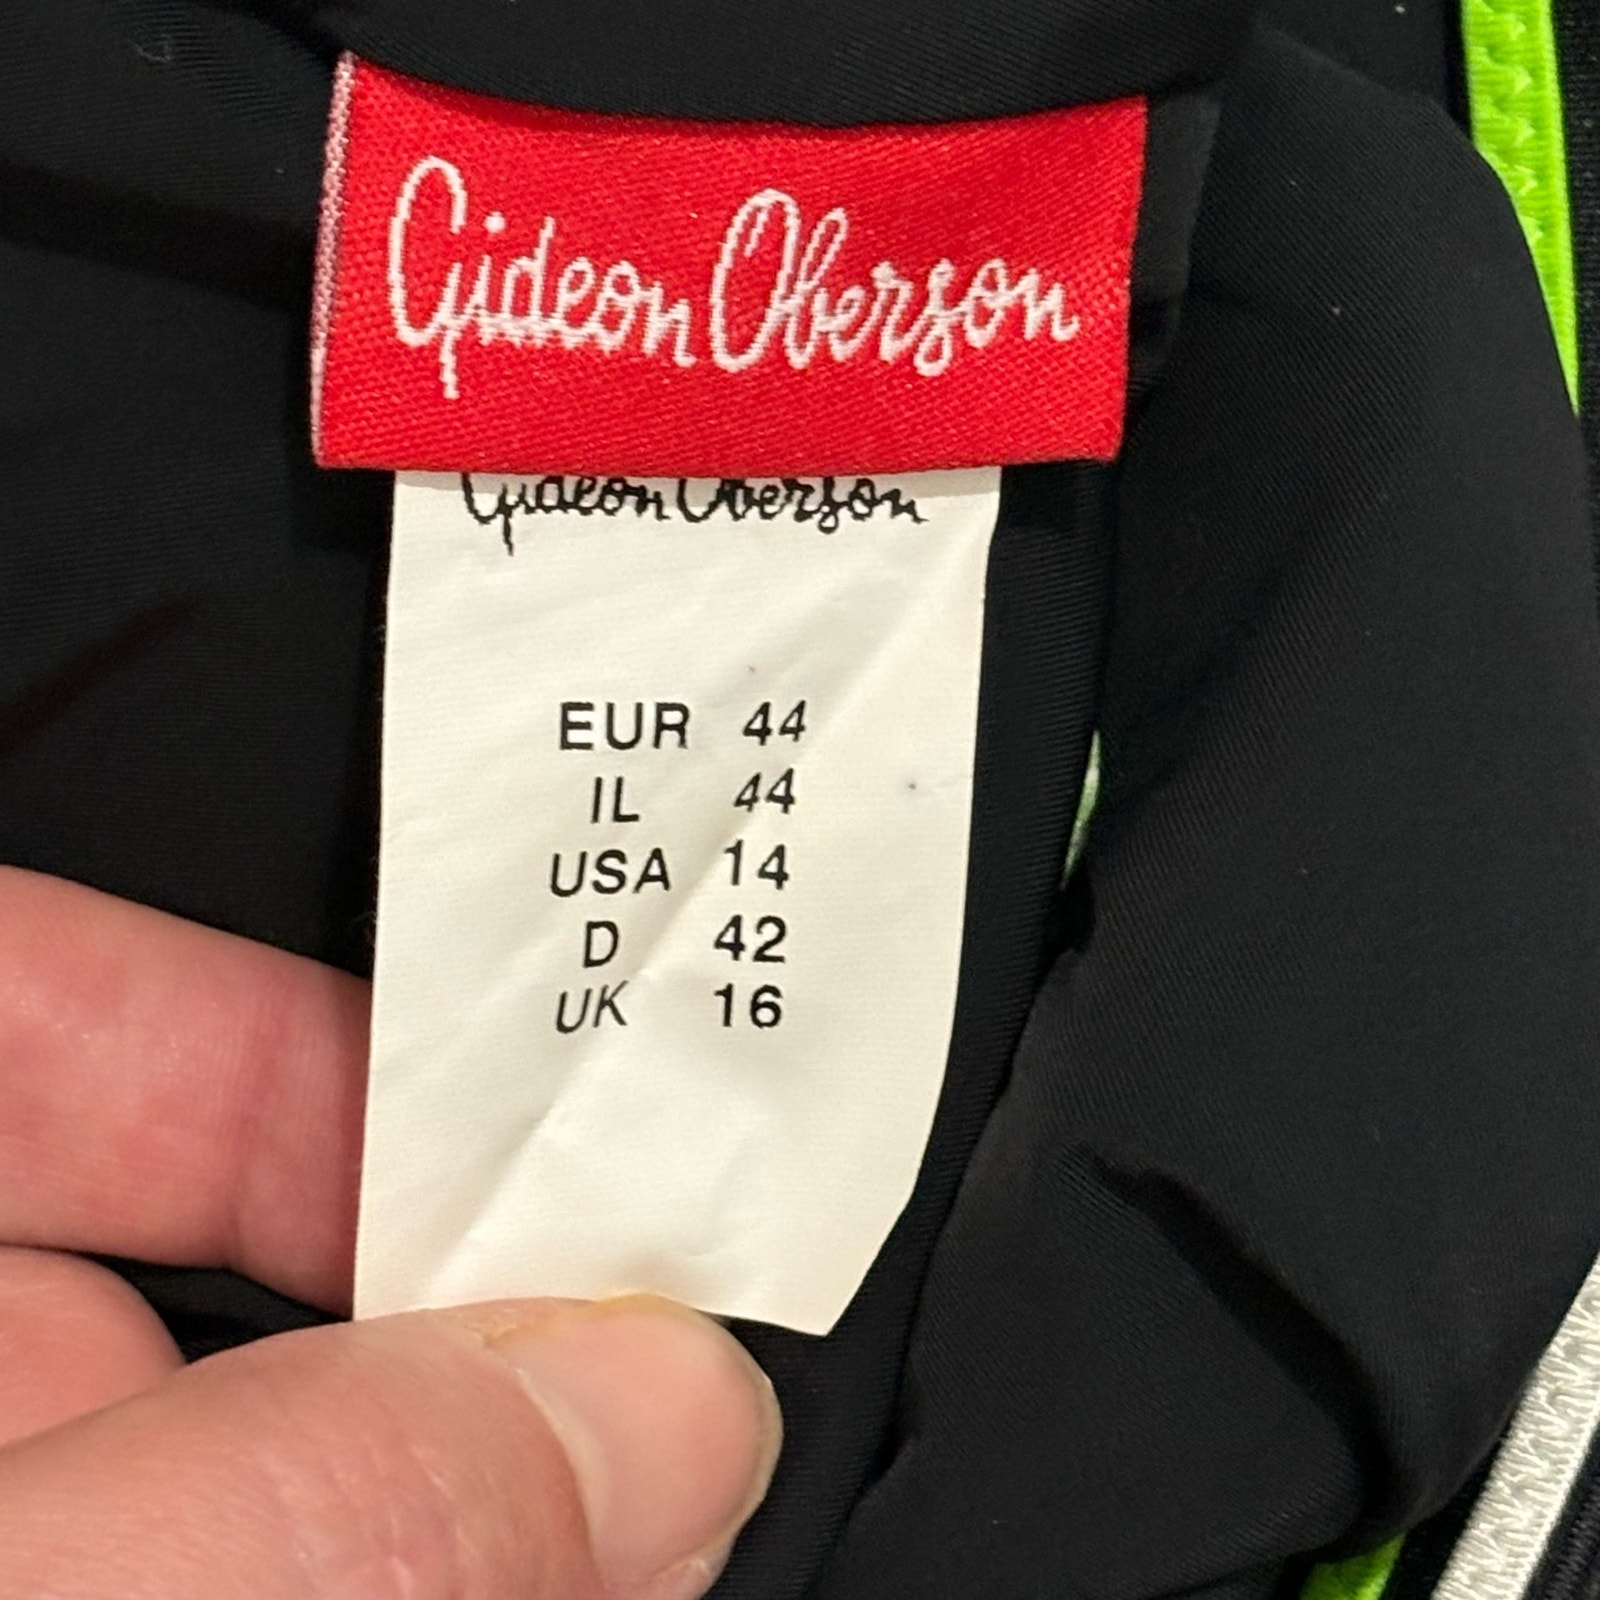 Gideon Oberson
Gideon Oberson
EUR 44
IL 44
USA 14
D 42
UK 16